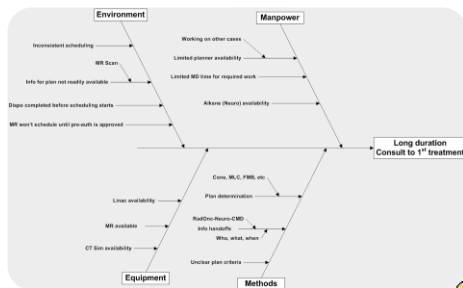 Environment
Manpower
Inconsistent scheduling
MR Scan
Info for plan not readily available
Dispo completed before scheduling starts
MR won't schedule until pre-auth is approved
Working on other cases
Limited planner availability
Limited MD time for required work
Aikane (Neuro) availability
Long duration
Consult to 1st treatment
Linac availability
MR available
CT Sim availability
Equipment
Cone, MLC, FWB, etc
Plan determination
RadOnc-Neuro-CMD
Info handoffs
Who, what, when
Unclear plan criteria
Methods